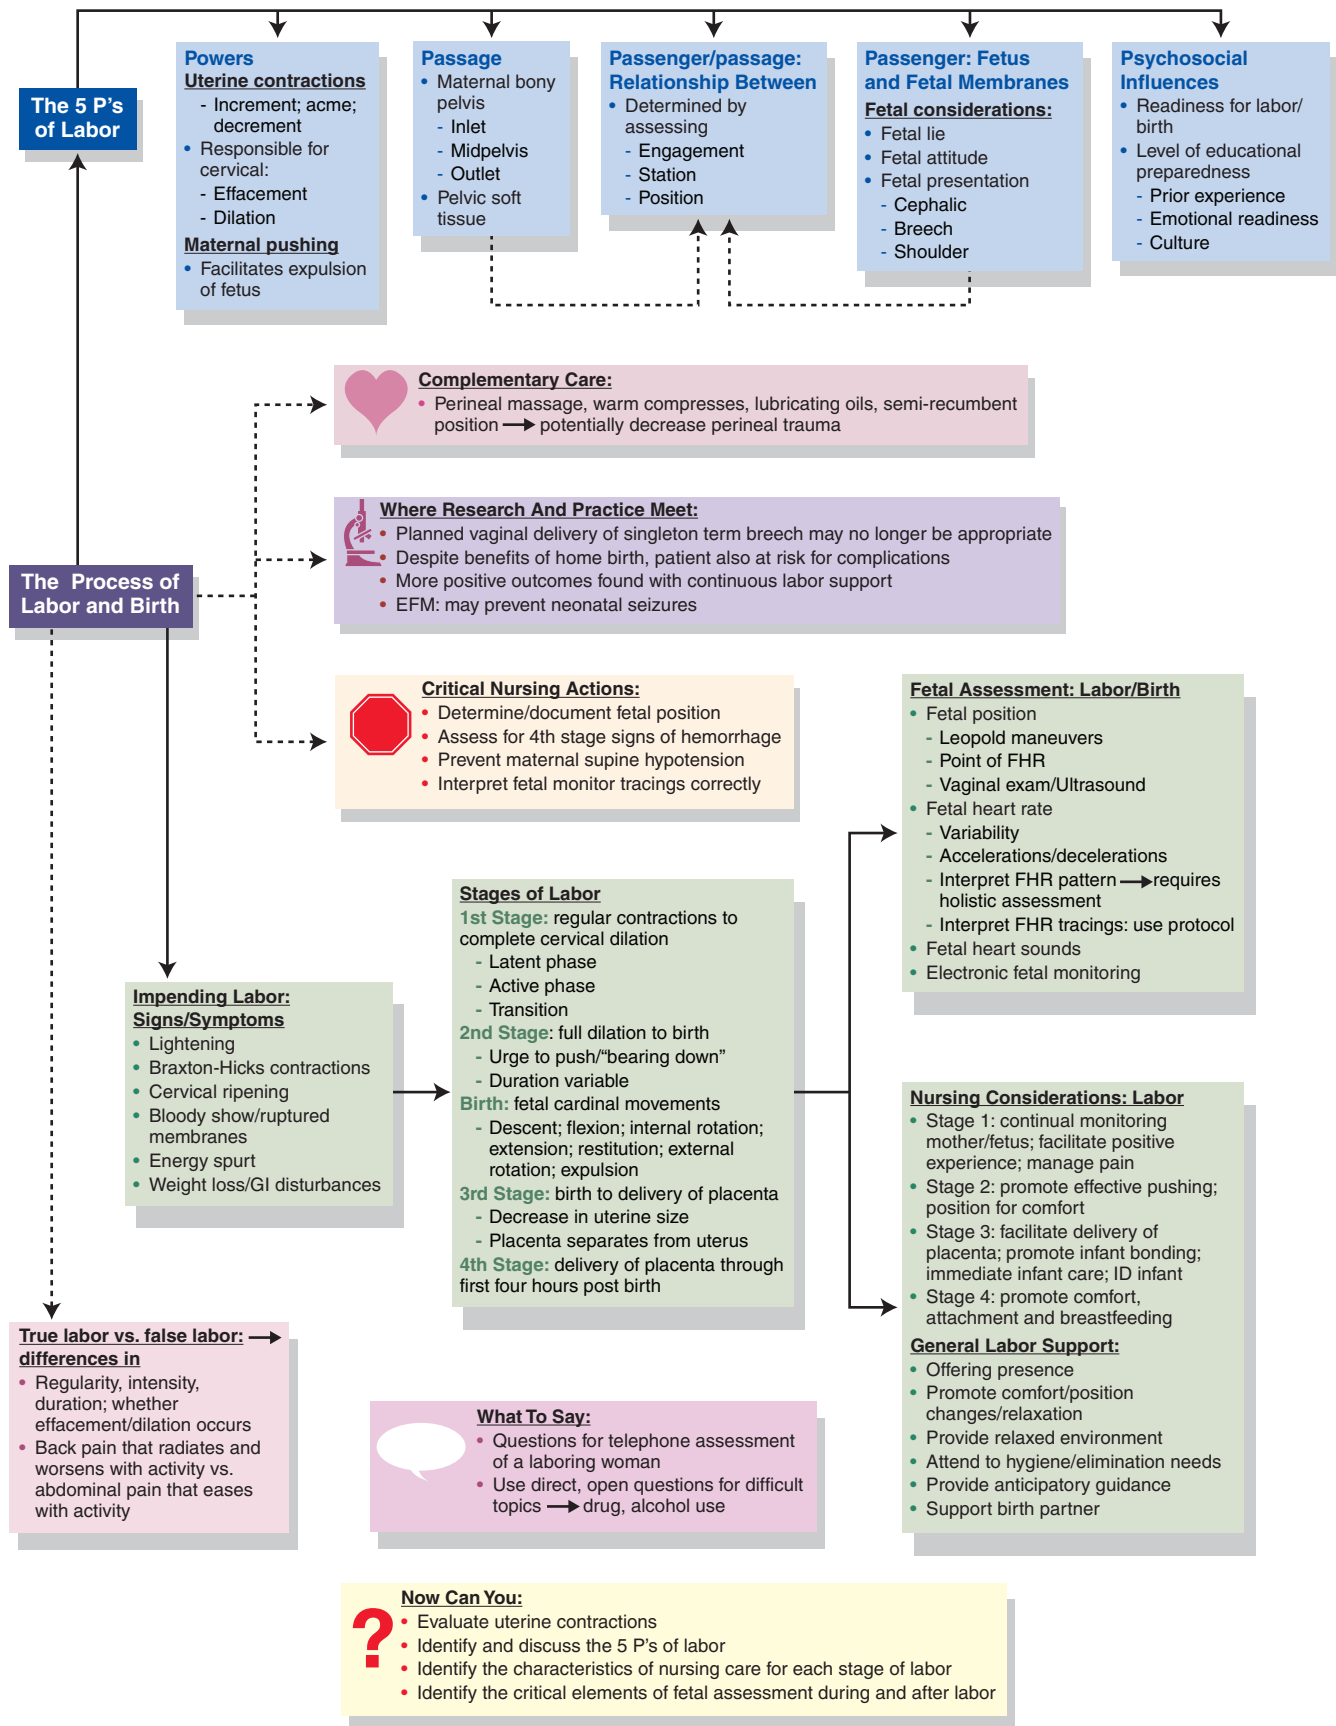 The 5 P's
of Labor
Powers
Uterine contractions
- Increment; acme;
decrement
• Responsible for
cervical:
- Effacement
- Dilation
Maternal pushing
• Facilitates expulsion
of fetus
Passage
• Maternal bony
pelvis
- Inlet
- Midpelvis
- Outlet
• Pelvic soft
tissue
Passenger/passage:
Relationship Between
• Determined by
assessing
- Engagement
- Station
- Position
Passenger: Fetus
and Fetal Membranes
Fetal considerations:
• Fetal lie
• Fetal attitude
• Fetal presentation
- Cephalic
- Breech
- Shoulder
Psychosocial
Influences
• Readiness for labor/
birth
• Level of educational
preparedness
- Prior experience
- Emotional readiness
- Culture
Complementary Care:
• Perineal massage, warm compresses, lubricating oils, semi-recumbent
position → potentially decrease perineal trauma
Where Research And Practice Meet:
• Planned vaginal delivery of singleton term breech may no longer be appropriate
• Despite benefits of home birth, patient also at risk for complications
• More positive outcomes found with continuous labor support
• EFM: may prevent neonatal seizures
The Process of
Labor and Birth
Critical Nursing Actions:
• Determine/document fetal position
• Assess for 4th stage signs of hemorrhage
• Prevent maternal supine hypotension
• Interpret fetal monitor tracings correctly
Fetal Assessment: Labor/Birth
• Fetal position
- Leopold maneuvers
- Point of FHR
- Vaginal exam/Ultrasound
• Fetal heart rate
- Variability
- Accelerations/decelerations
- Interpret FHR pattern → requires
holistic assessment
- Interpret FHR tracings: use protocol
• Fetal heart sounds
• Electronic fetal monitoring
Impending Labor:
Signs/Symptoms
• Lightening
• Braxton-Hicks contractions
• Cervical ripening
• Bloody show/ruptured
membranes
• Energy spurt
• Weight loss/GI disturbances
Stages of Labor
1st Stage: regular contractions to
complete cervical dilation
- Latent phase
- Active phase
- Transition
2nd Stage: full dilation to birth
- Urge to push/“bearing down”
- Duration variable
Birth: fetal cardinal movements
- Descent; flexion; internal rotation;
extension; restitution; external
rotation; expulsion
3rd Stage: birth to delivery of placenta
- Decrease in uterine size
- Placenta separates from uterus
4th Stage: delivery of placenta through
first four hours post birth
Nursing Considerations: Labor
• Stage 1: continual monitoring
mother/fetus; facilitate positive
experience; manage pain
• Stage 2: promote effective pushing;
position for comfort
• Stage 3: facilitate delivery of
placenta; promote infant bonding;
immediate infant care; ID infant
• Stage 4: promote comfort,
attachment and breastfeeding
General Labor Support:
• Offering presence
• Promote comfort/position
changes/relaxation
• Provide relaxed environment
• Attend to hygiene/elimination needs
• Provide anticipatory guidance
• Support birth partner
True labor vs. false labor: →
differences in
• Regularity, intensity,
duration; whether
effacement/dilation occurs
• Back pain that radiates and
worsens with activity vs.
abdominal pain that eases
with activity
What To Say:
• Questions for telephone assessment
of a laboring woman
• Use direct, open questions for difficult
topics → drug, alcohol use
?
Now Can You:
• Evaluate uterine contractions
• Identify and discuss the 5 P's of labor
• Identify the characteristics of nursing care for each stage of labor
• Identify the critical elements of fetal assessment during and after labor